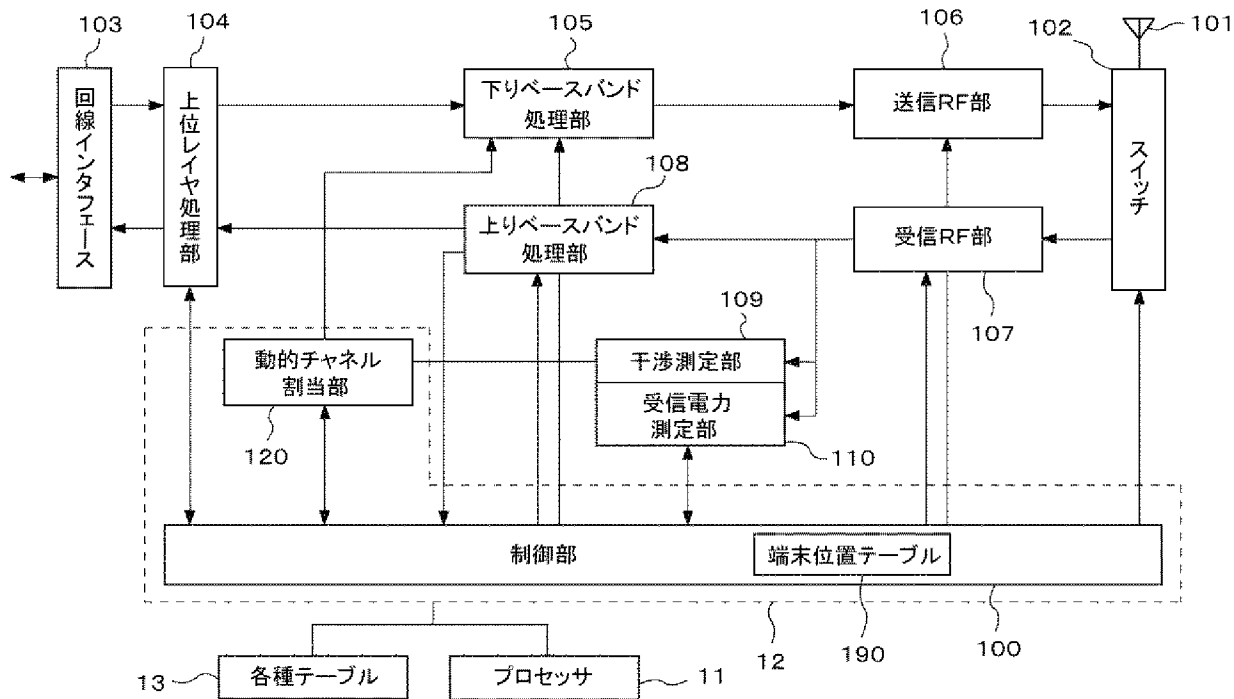 103
104
105
106
102
101
回線インタフェース
上位レイヤ処理部
下りベースバンド
処理部
送信RF部
スイッチ
108
上りベースバンド
処理部
受信RF部
107
109
動的チャネル
割当部
干渉測定部
受信電力
測定部
120
110
制御部
端末位置テーブル
12
190
100
13
各種テーブル
プロセッサ
11